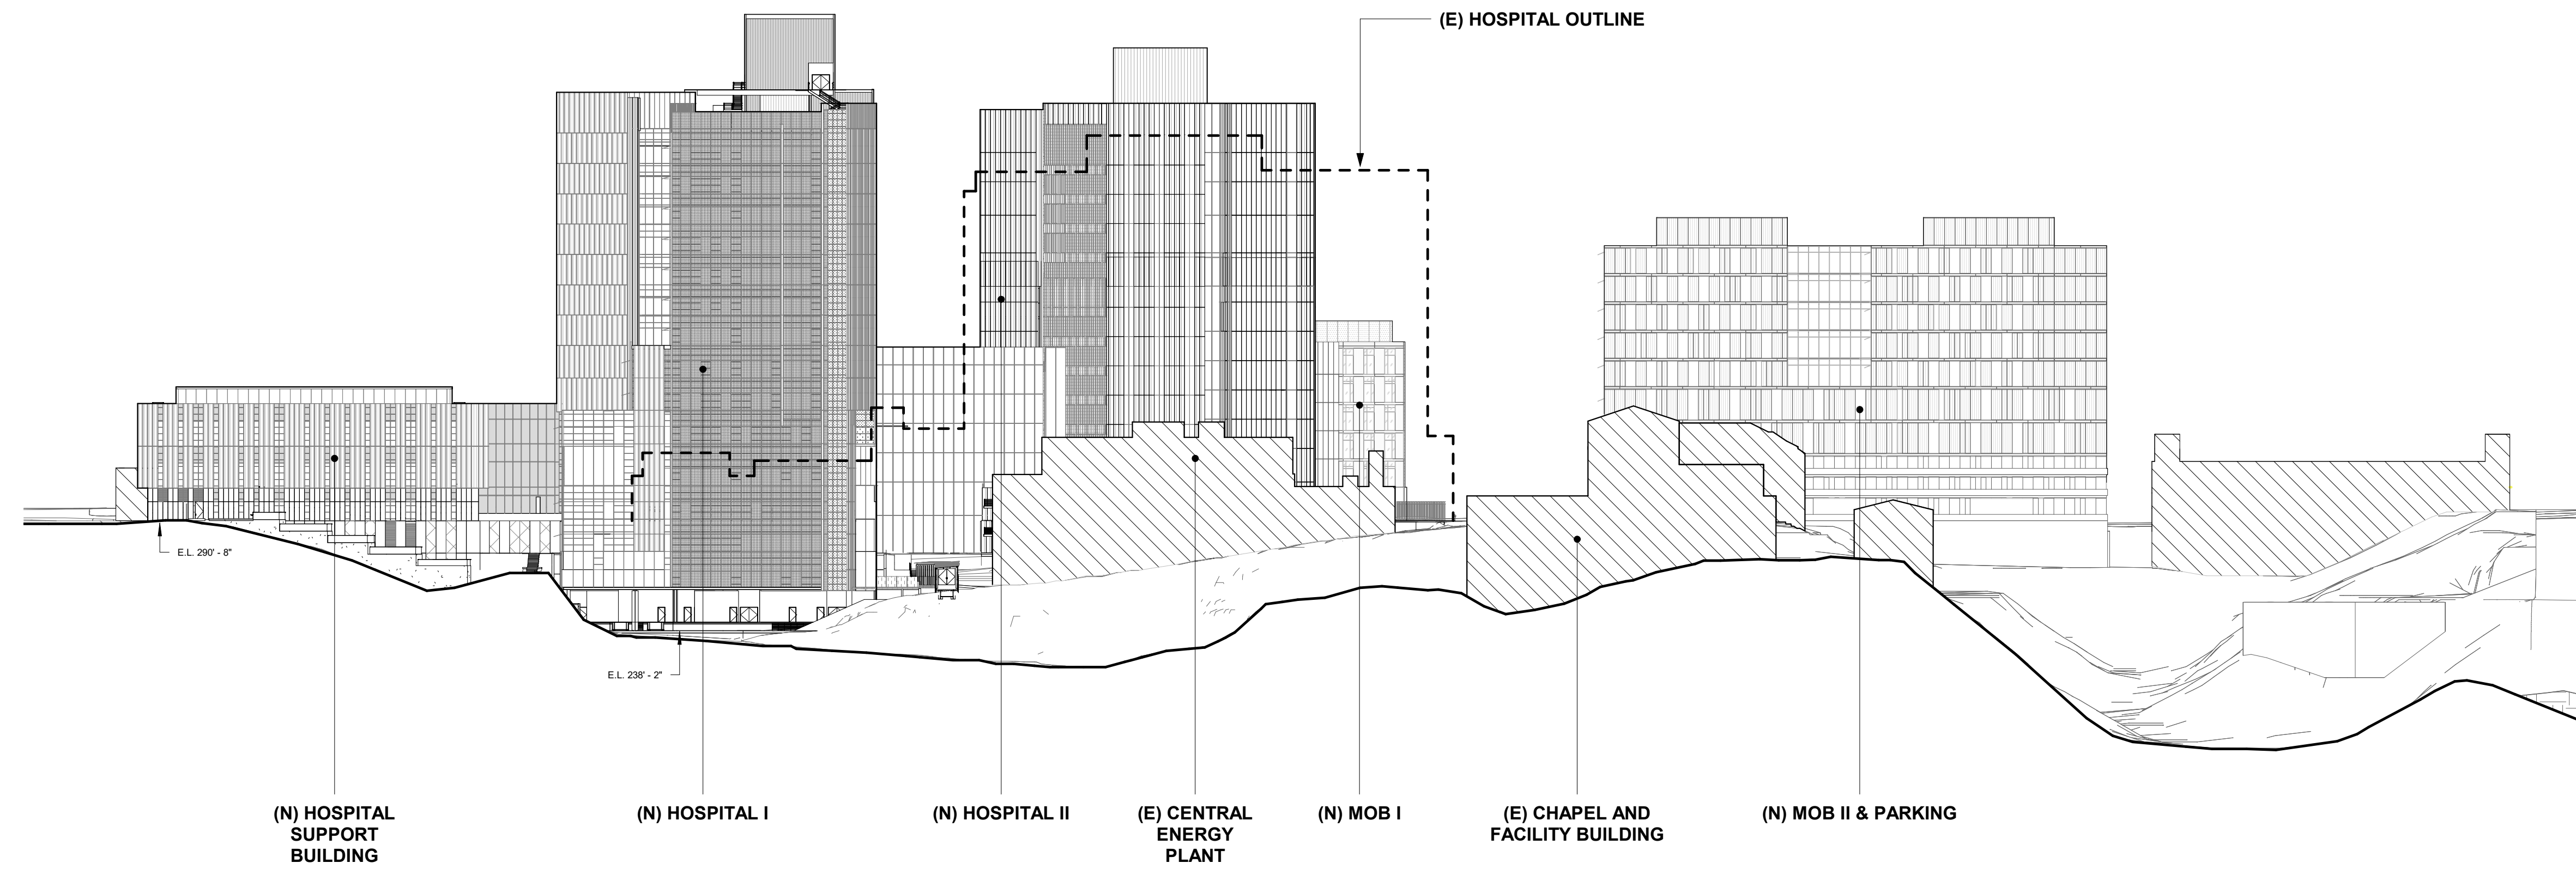 (E) HOSPITAL OUTLINE
E.L. 290' - 8"
E.L. 238' - 2"
(N) HOSPITAL
SUPPORT
BUILDING
(N) HOSPITAL I
(N) HOSPITAL II
(E) CENTRAL
ENERGY
PLANT
(N) MOB I
(E) CHAPEL AND
FACILITY BUILDING
(N) MOB II & PARKING